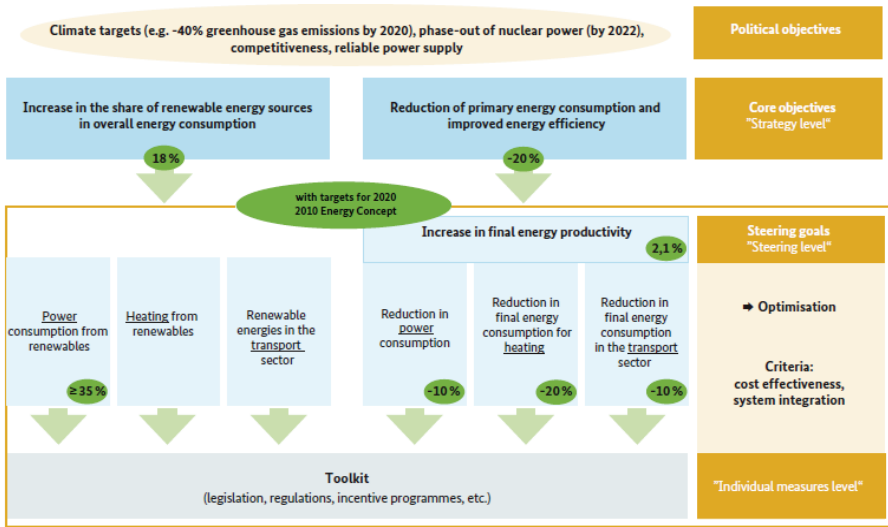 Climate targets (e.g. -40% greenhouse gas emissions by 2020), phase-out of nuclear power (by 2022),
competitiveness, reliable power supply
Political objectives
Increase in the share of renewable energy sources
in overall energy consumption
18 %
Reduction of primary energy consumption and
improved energy efficiency
-20 %
Core objectives
"Strategy level“
with targets for 2020
2010 Energy Concept
Increase in final energy productivity
2,1 %
Steering goals
"Steering level“
Power
consumption from
renewables
≥ 35 %
Heating from
renewables
Renewable
energies in the
transport
sector
Reduction in
power
consumption
-10 %
Reduction in
final energy
consumption for
heating
-20 %
Reduction in
final energy
consumption
in the transport
sector
-10 %
➡ Optimisation
Criteria:
cost effectiveness,
system integration
Toolkit
(legislation, regulations, incentive programmes, etc.)
"Individual measures level“